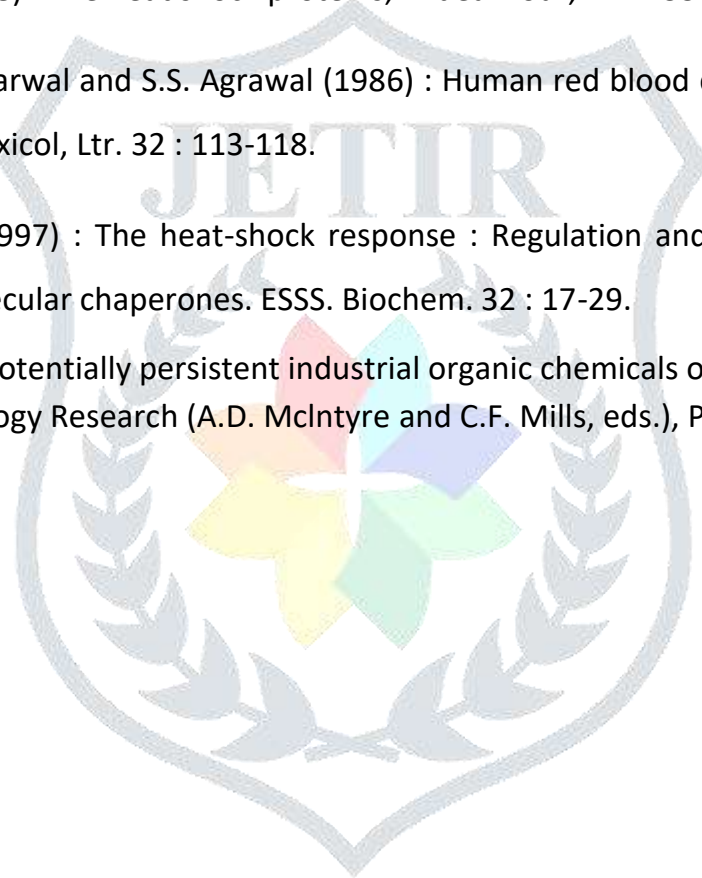 arwal and S.S. Agrawal (1986) : Human red blood
JETIR
xicol, Ltr. 32 : 113-118.
997) : The heat-shock response : Regulation and
ecular chaperones. ESSS. Biochem. 32 : 17-29.
otentially persistent industrial organic chemicals o
ogy Research (A.D. McIntyre and C.F. Mills, eds.), P